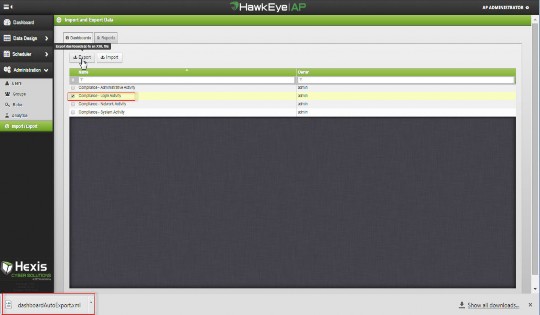 HawkEye | AP
AP ADMINISTRATOR
Dashboard
Import and Export Data
Data Design
Dashboards
Reports
Export dashboard(s) to an XML file
Scheduler
Export
Import
Administration
Name
Owner
Users
Compliance - Administrative Activity
admin
Groups
Compliance - Login Activity
admin
Roles
Compliance - Network Activity
admin
Analytics
Compliance - System Activity
admin
Import / Export
Hexis
CYBER SOLUTIONS
dashboardAutoExport.xml
Show all downloads...